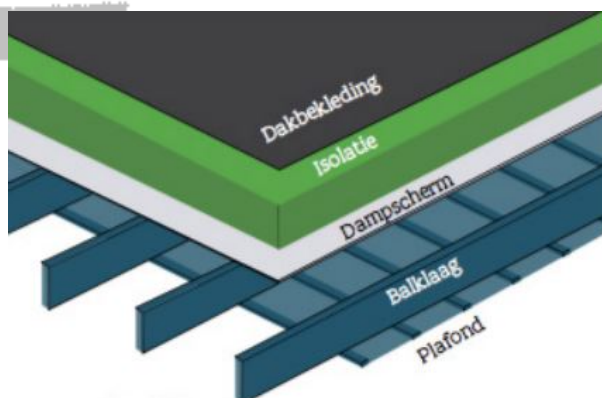 Dakbekleding
Isolatie
Dampscherm
Balklaag
Plafond